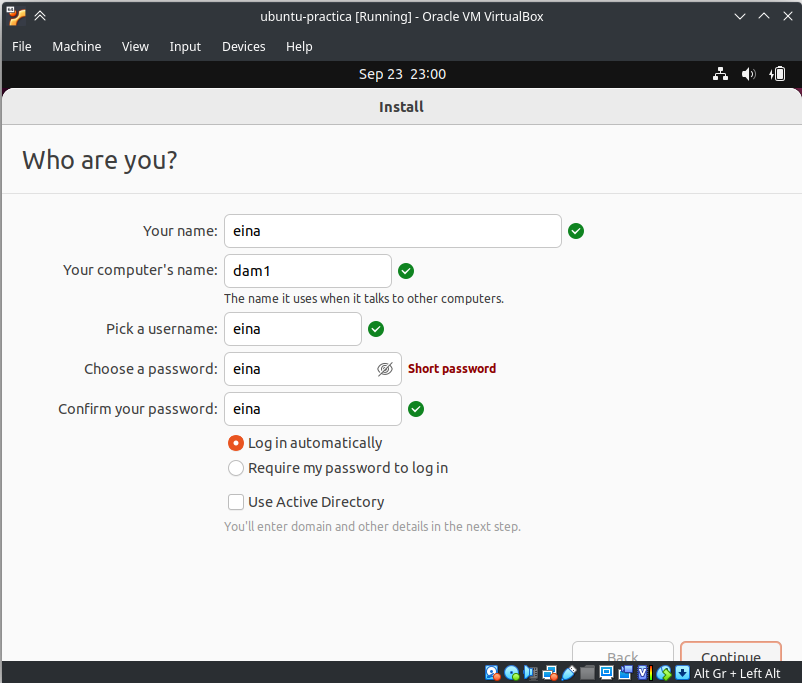 ubuntu-practica [Running] - Oracle VM VirtualBox
File Machine View Input Devices Help
Sep 23 23:00
Install
Who are you?
Your name: eina
Your computer's name: dam1
The name it uses when it talks to other computers.
Pick a username: eina
Choose a password: eina Short password
Confirm your password: eina
Log in automatically
Require my password to log in
Use Active Directory
You'll enter domain and other details in the next step.
Back Continue
Alt Gr + Left Alt